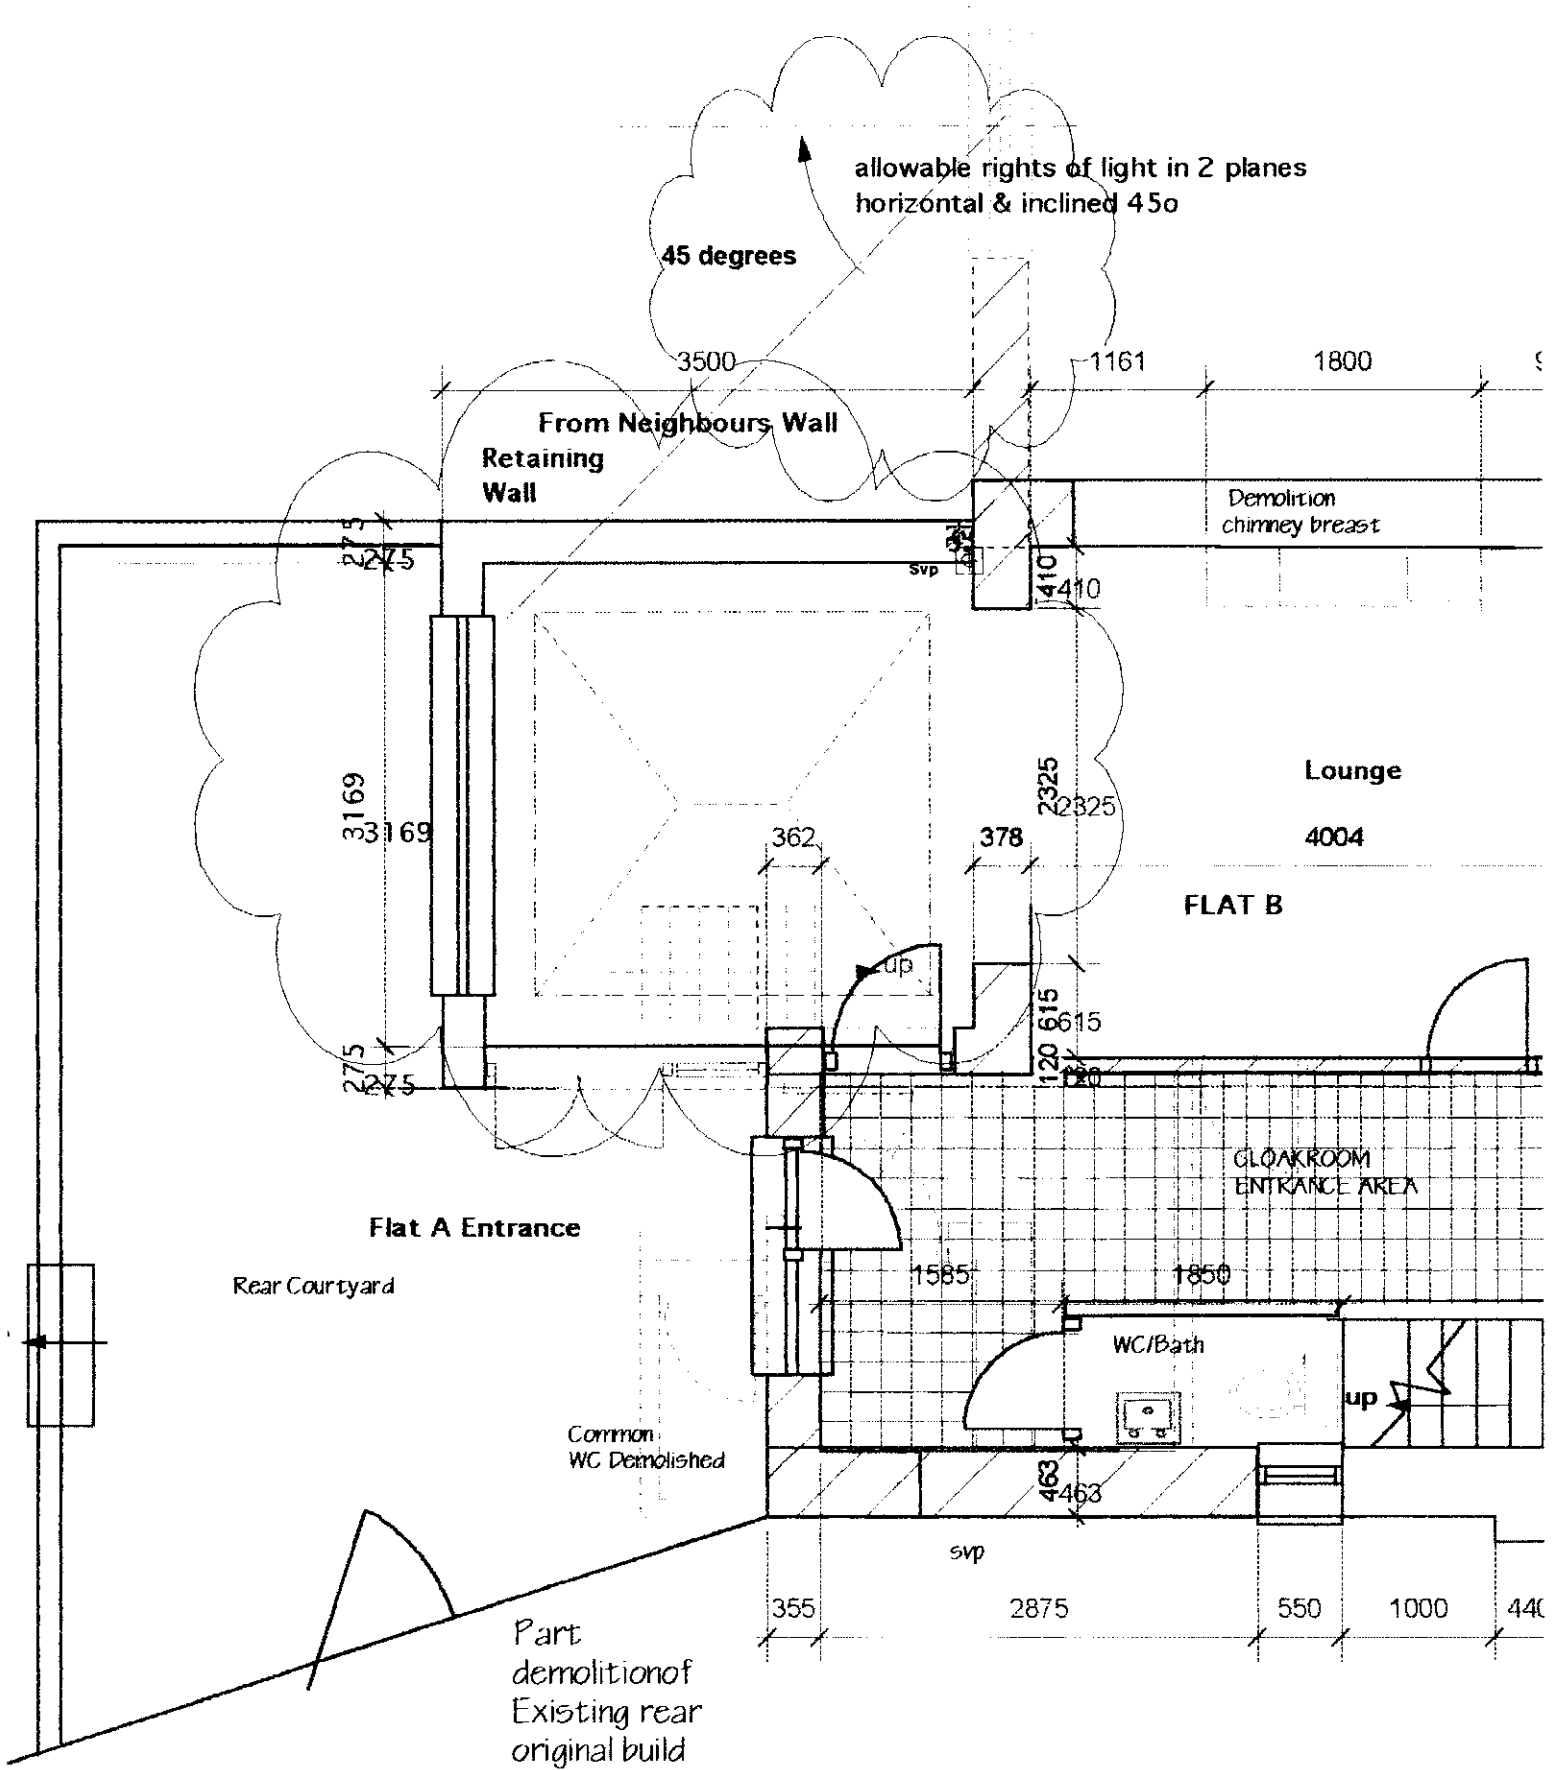 allowable rights of light in 2 planes
horizontal & inclined 45o
45 degrees
3500
1161
1800
From Neighbours Wall
Retaining
Wall
Demolition
chimney breast
275
275
Svp
410
410
3169
3169
2325
2325
Lounge
362
378
4004
FLAT B
up
615
615
275
275
120
CLOAKROOM
ENTRANCE AREA
Flat A Entrance
1585
1850
Rear Courtyard
WC/Bath
up
Common
WC Demolished
463
463
svp
355
2875
550
1000
Part
demolitionof
Existing rear
original build